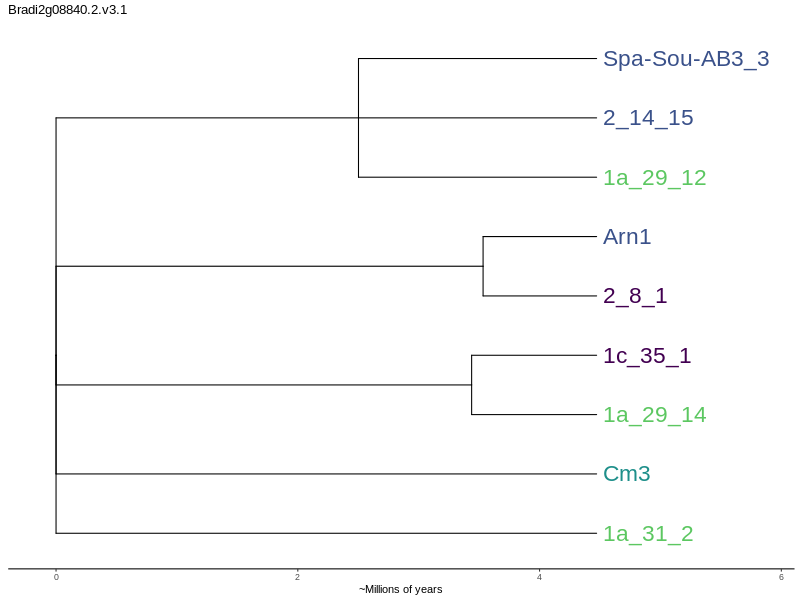 Bradi2g08840.2.v3.1
Spa-Sou-AB3_3
2_14_15
1a_29_12
Arn1
2_8_1
1c_35_1
1a_29_14
Cm3
1a_31_2
0 2 4 6
~Millions of years